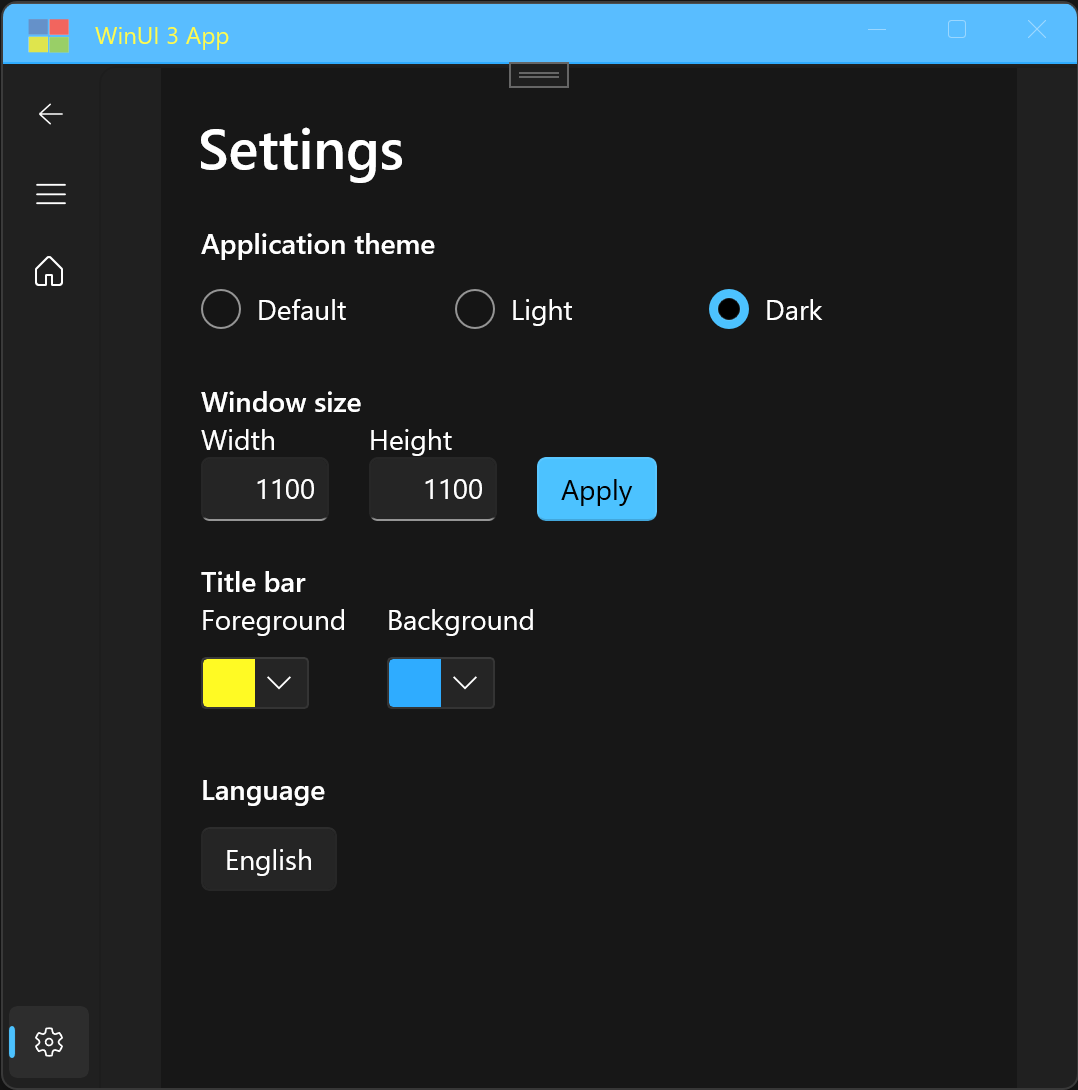 WinUI 3 App
Settings
Application theme
Default Light Dark
Window size
Width Height
1100 1100 Apply
Title bar
Foreground Background
Language
English